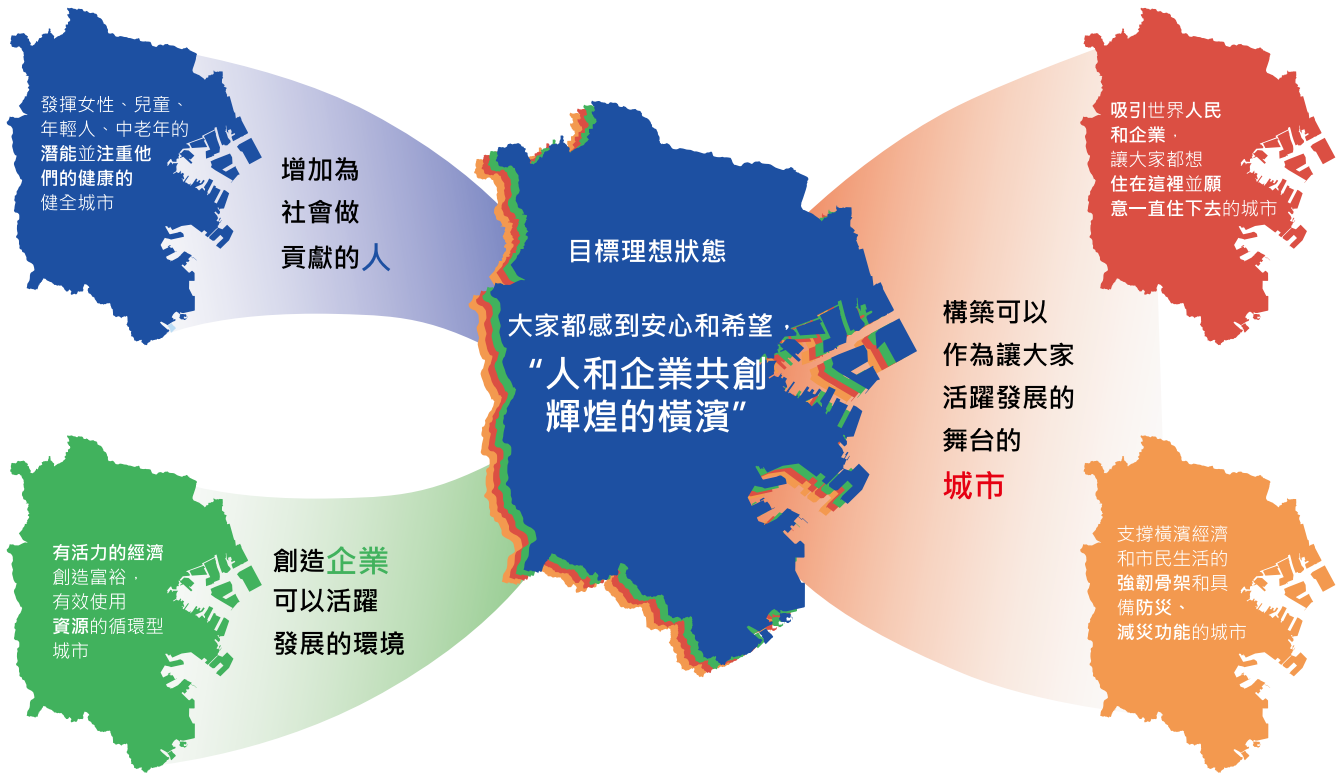 發揮女性、兒童、
年輕人、中老年的
潛能並注重他
們的健康的
健全城市
增加為
社會做
貢獻的人
有活力的經濟
創造富裕，
有效使用
資源的循環型
城市
創造企業
可以活躍
發展的環境
目標理想狀態
大家都感到安心和希望，
“人和企業共創
輝煌的橫濱”
構築可以
作為讓大家
活躍發展的
舞台的
城市
吸引世界人民
和企業，
讓大家都想
住在這裡並願
意一直住下去的城市
支撐橫濱經濟
和市民生活的
強韌骨架和具
備防災、
減災功能的城市